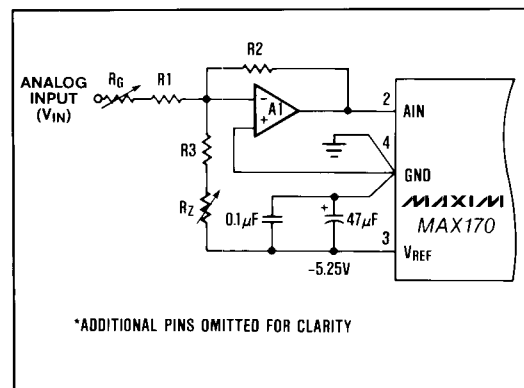 R2
ANALOG
INPUT
(VIN)
RG
R1
-
A1
+
2
AIN
4
GND
R3
RZ
0.1µF
+
47µF
MAXIM
MAX170
3
VREF
-5.25V
*ADDITIONAL PINS OMITTED FOR CLARITY